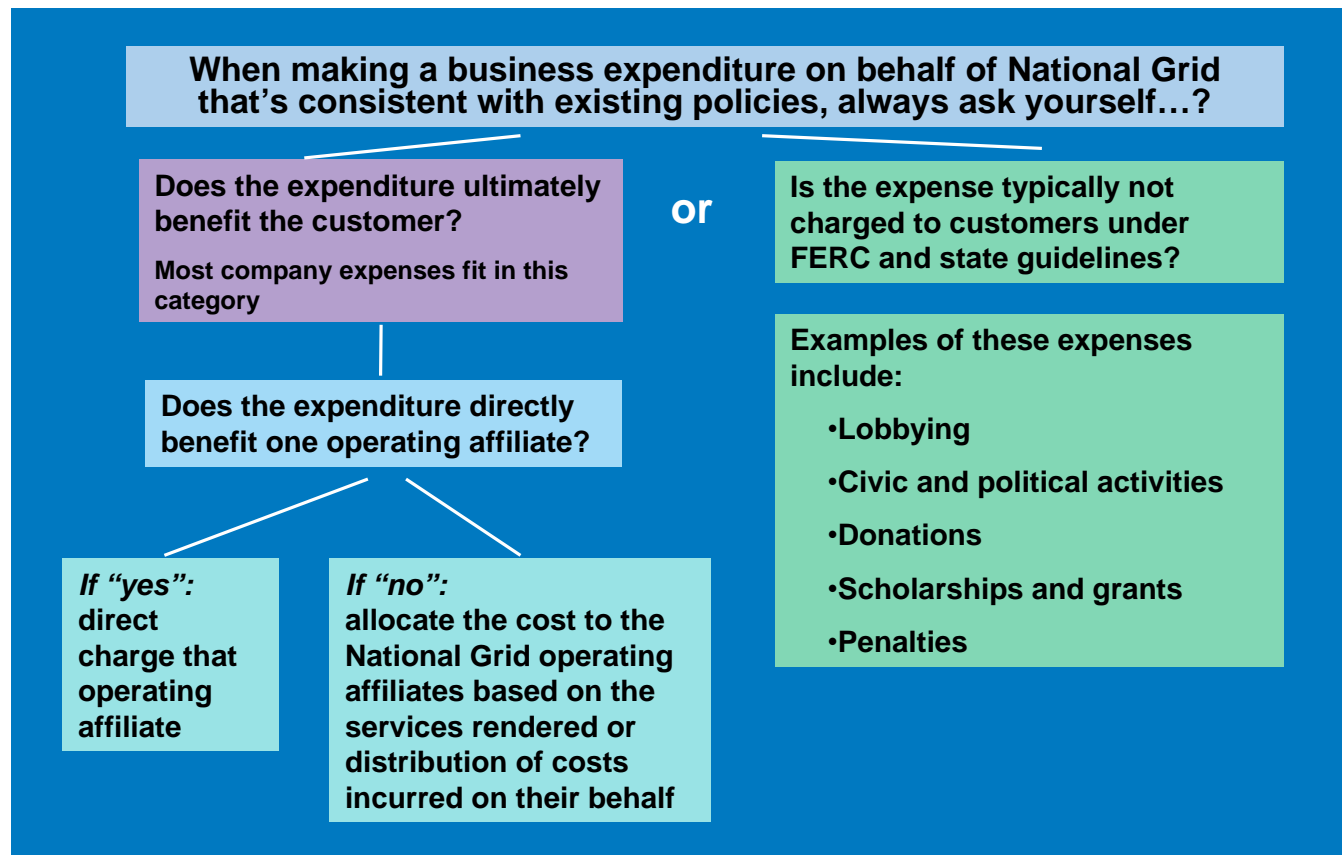 When making a business expenditure on behalf of National Grid
that’s consistent with existing policies, always ask yourself…?
Does the expenditure ultimately
benefit the customer?
Most company expenses fit in this
category
or
Is the expense typically not
charged to customers under
FERC and state guidelines?
Does the expenditure directly
benefit one operating affiliate?
If “yes”:
direct
charge that
operating
affiliate
If “no”:
allocate the cost to the
National Grid operating
affiliates based on the
services rendered or
distribution of costs
incurred on their behalf
Examples of these expenses
include:
•Lobbying
•Civic and political activities
•Donations
•Scholarships and grants
•Penalties